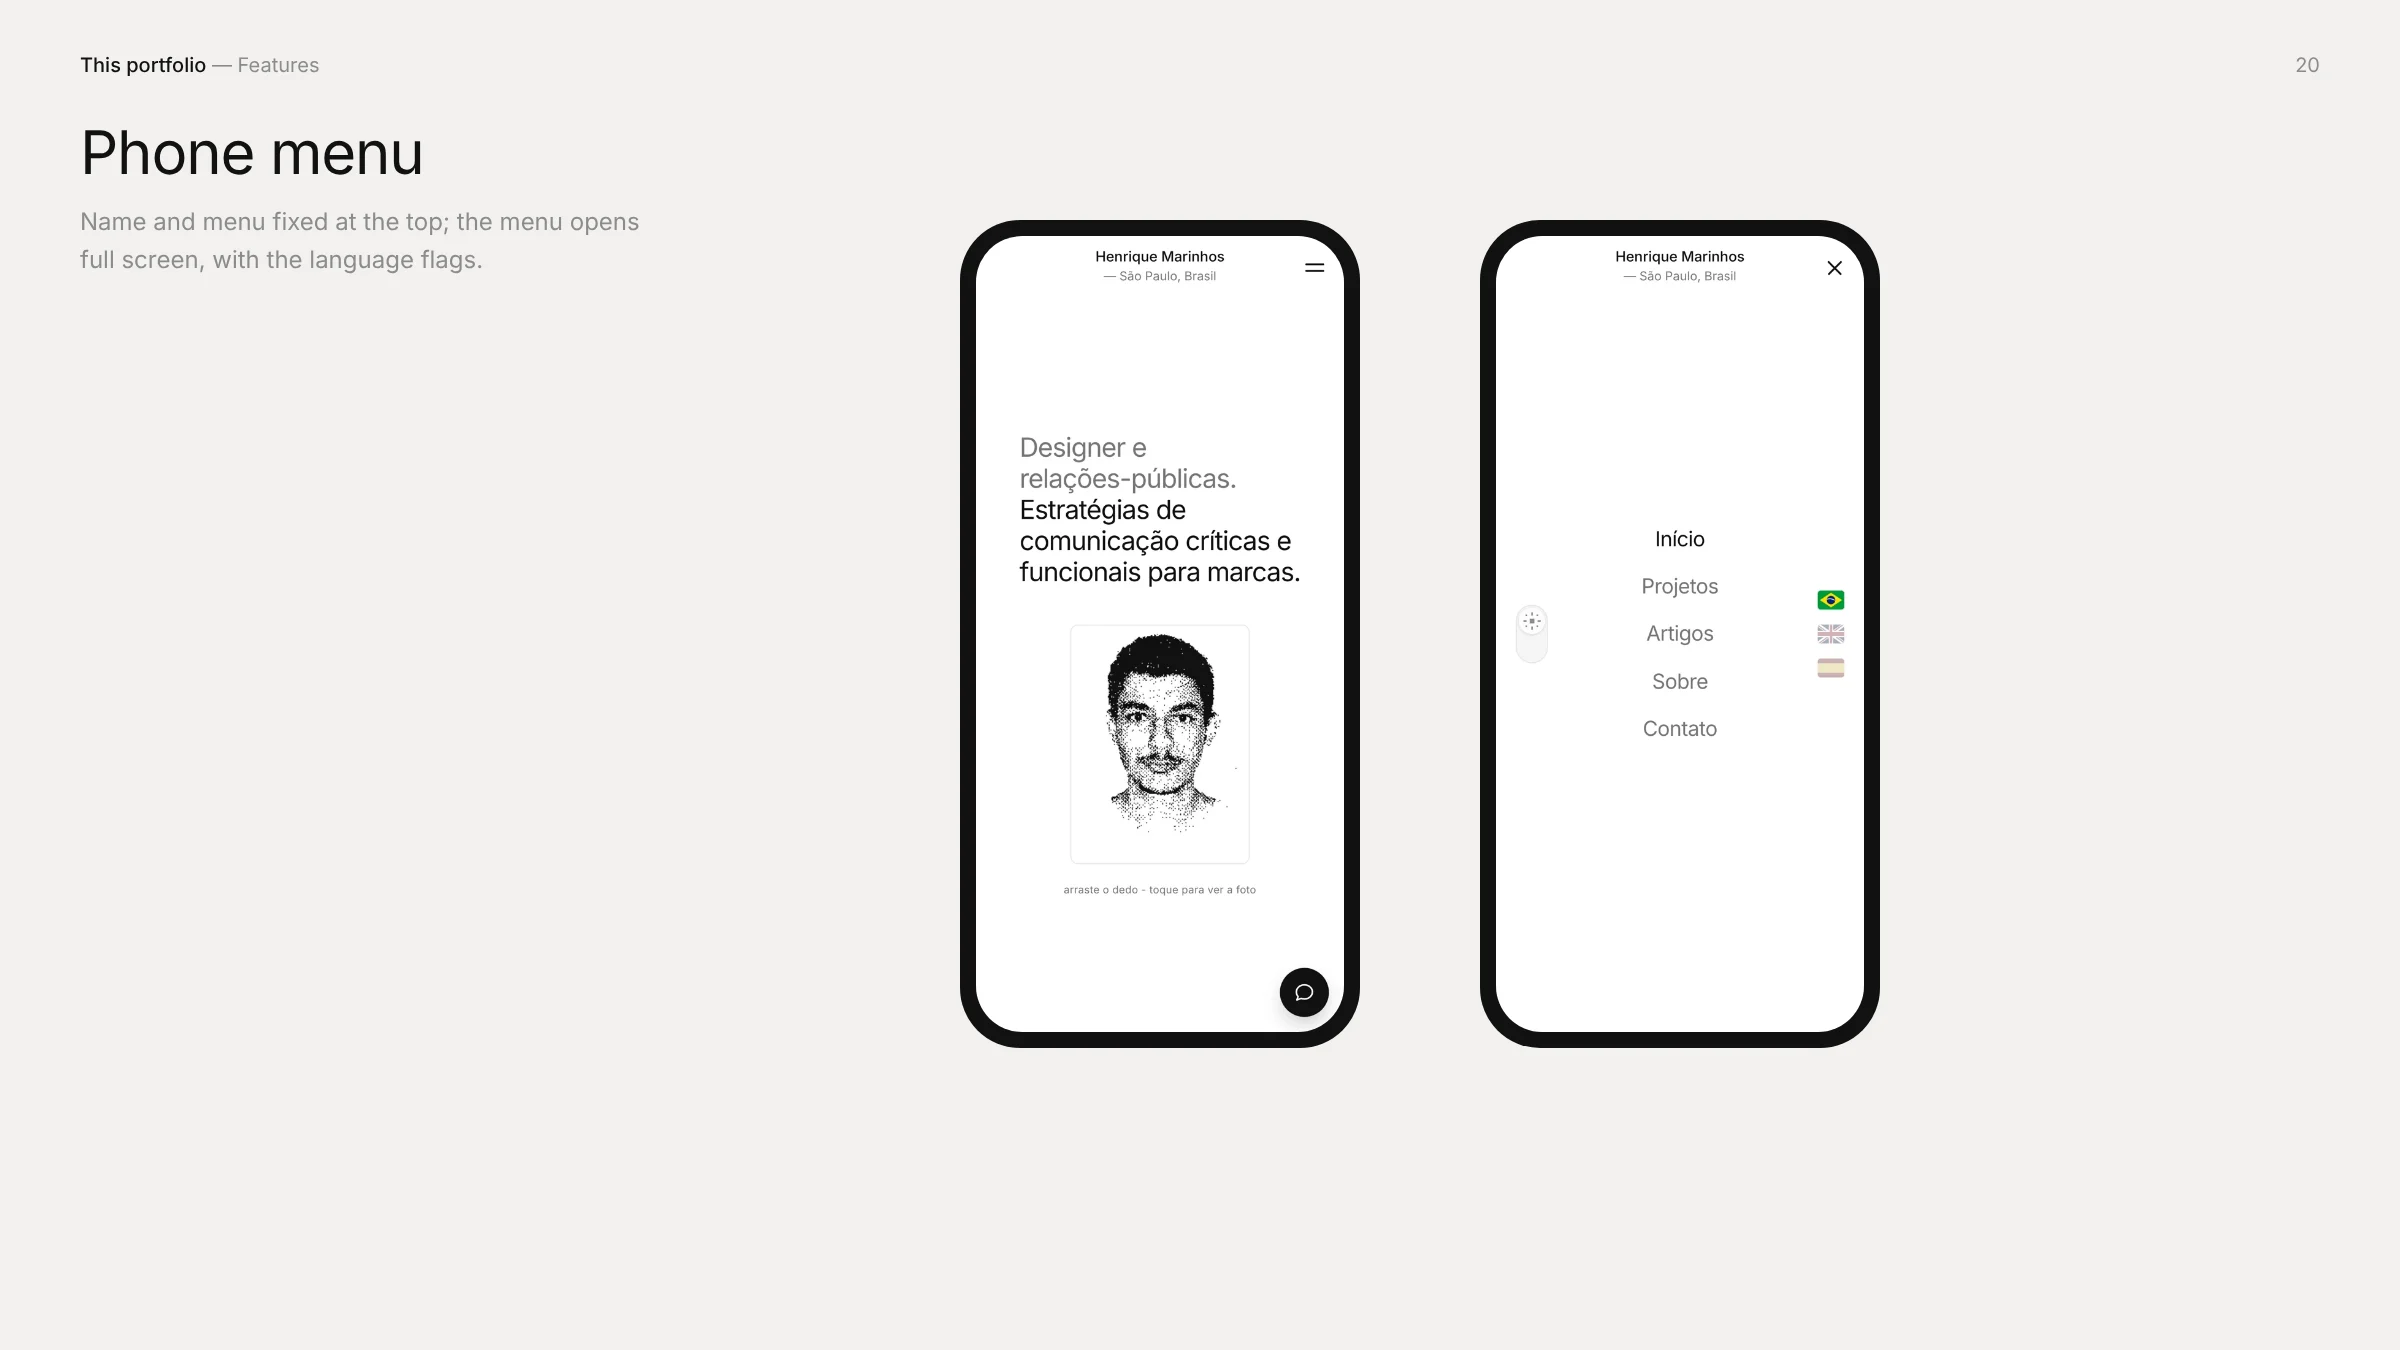 This portfolio — Features
20
Phone menu
Name and menu fixed at the top; the menu opens
full screen, with the language flags.
Henrique Marinhos
— São Paulo, Brasil
Designer e
relações-públicas.
Estratégias de
comunicação críticas e
funcionais para marcas.
arraste o dedo - toque para ver a foto
Henrique Marinhos
— São Paulo, Brasil
Início
Projetos
Artigos
Sobre
Contato